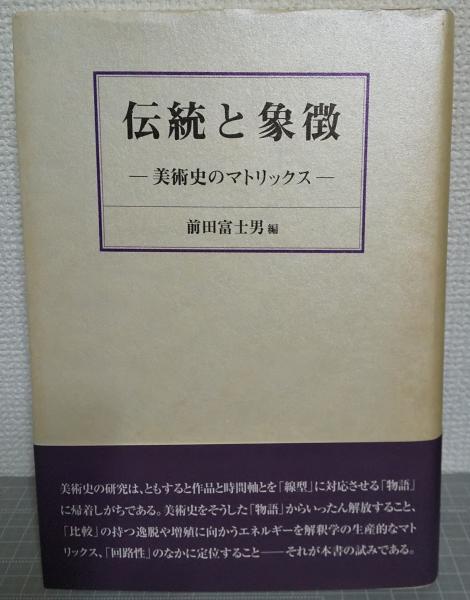 伝統と象徴
―美術史のマトリックス―
前田富士男 編
美術史の研究は、ともすると作品と時間軸とを「線型」に対応させる「物語」
に帰着しがちである。美術史をそうした「物語」からいったん解放すること、
「比較」の持つ逸脱や増殖に向かうエネルギーを解釈学の生産的なマト
リックス、「回路性」のなかに定位すること――それが本書の試みである。